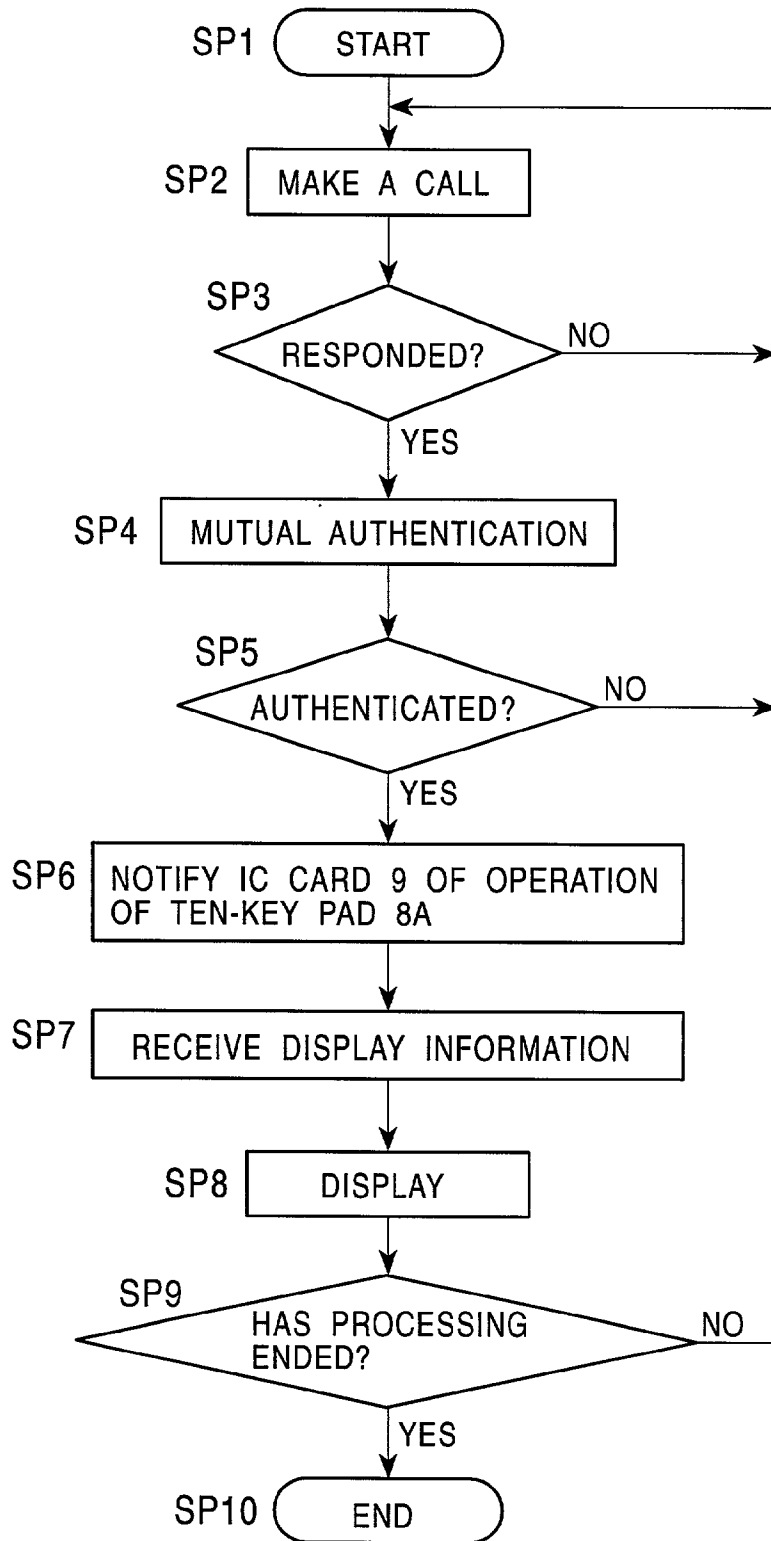 SP1 START
SP2 MAKE A CALL
SP3
RESPONDED? NO
YES
SP4 MUTUAL AUTHENTICATION
SP5
AUTHENTICATED? NO
YES
SP6 NOTIFY IC CARD 9 OF OPERATION
OF TEN-KEY PAD 8A
SP7 RECEIVE DISPLAY INFORMATION
SP8 DISPLAY
SP9
HAS PROCESSING NO
ENDED?
YES
SP10 END